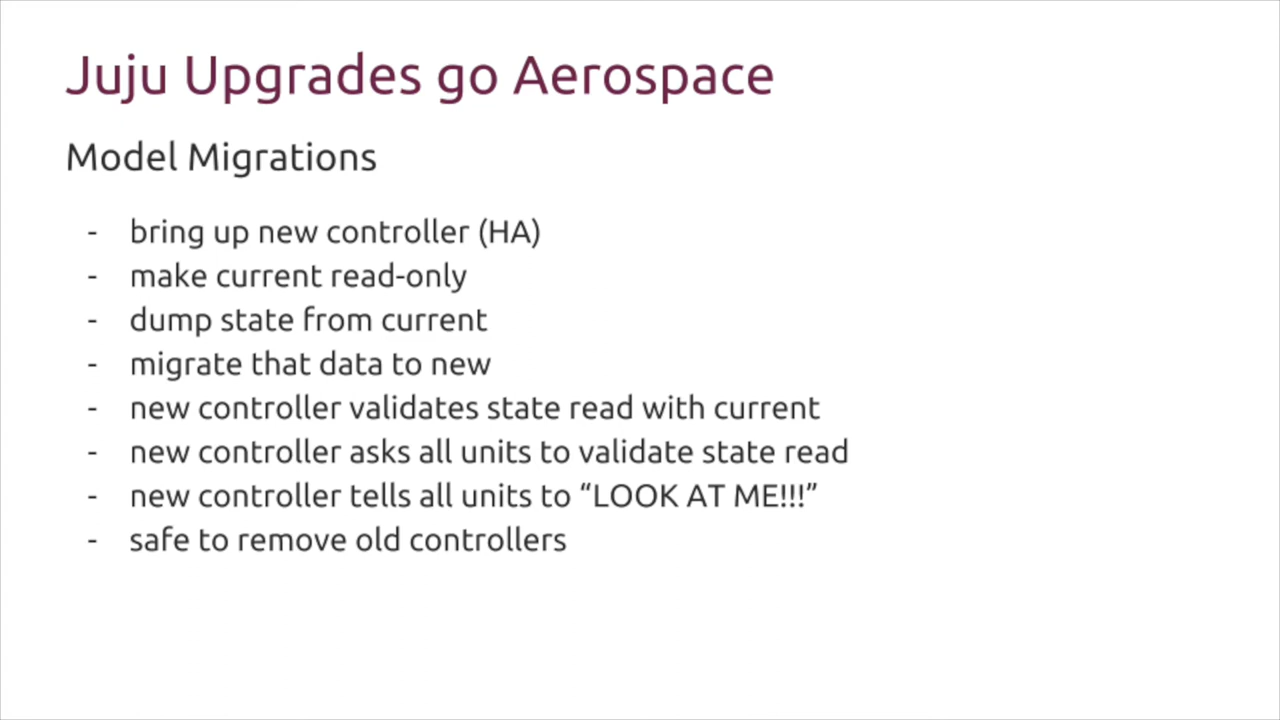 Juju Upgrades go Aerospace
Model Migrations
- bring up new controller (HA)
- make current read-only
- dump state from current
- migrate that data to new
- new controller validates state read with current
- new controller asks all units to validate state read
- new controller tells all units to “LOOK AT ME!!!”
- safe to remove old controllers